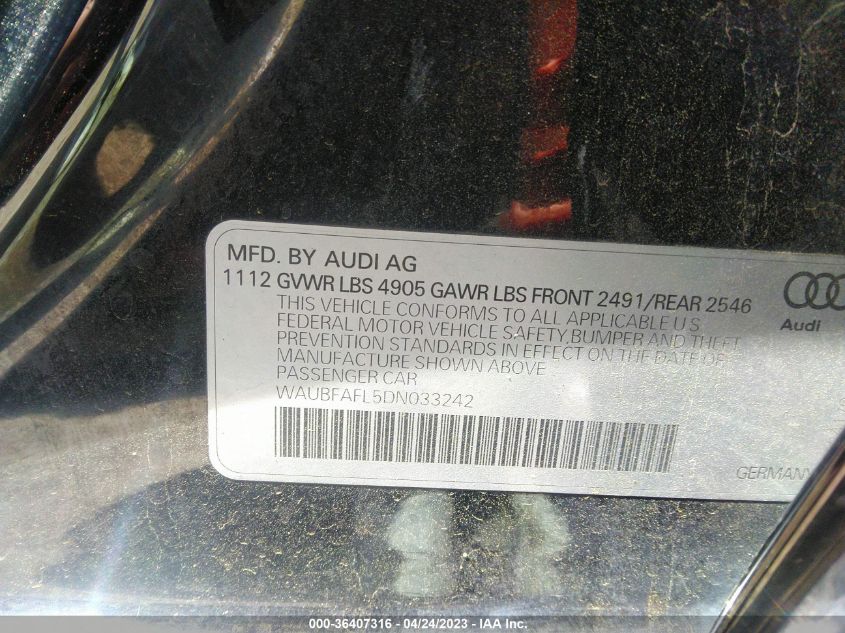 MFD. BY AUDI AG
1112 GVWR LBS 4905 GAWR LBS FRONT 2491/REAR 2546
THIS VEHICLE CONFORMS TO ALL APPLICABLE U S
FEDERAL MOTOR VEHICLE SAFETY,BUMPER AND THEFT
PREVENTION STANDARDS IN EFFECT ON THE DATE OF
MANUFACTURE SHOWN ABOVE
PASSENGER CAR
WAUBFAFL5DN033242
Audi
GERMANY
000-36407316 - 04/24/2023 - IAA Inc.